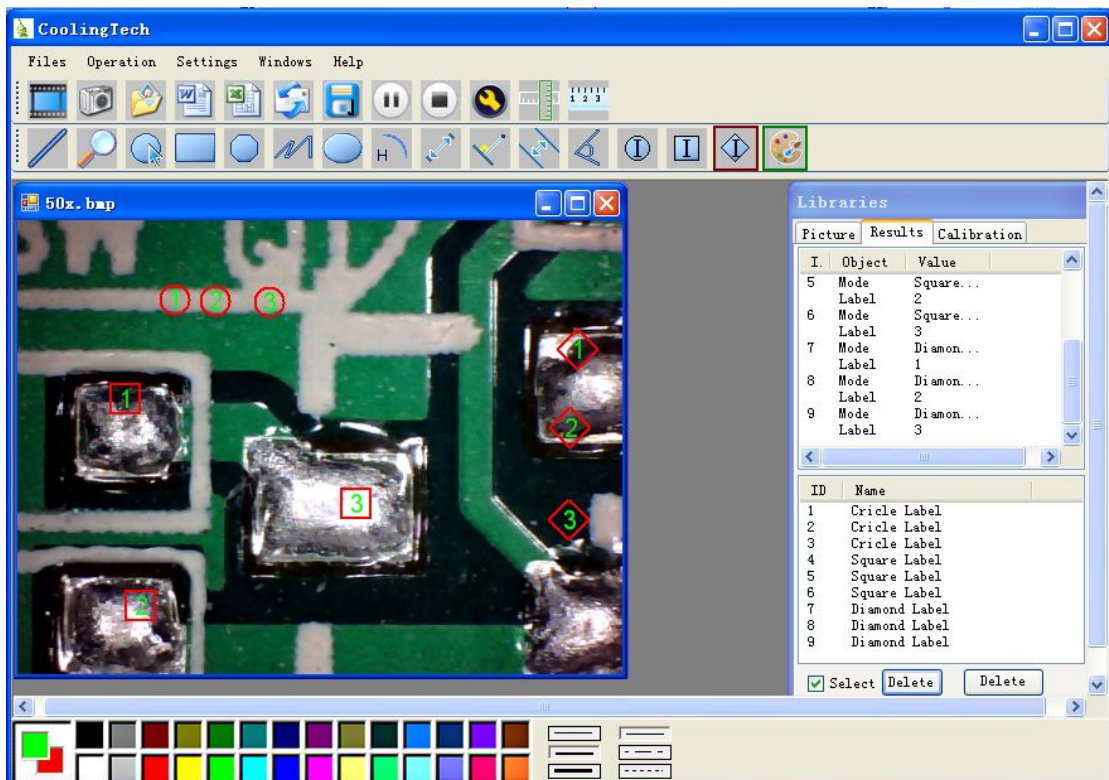 CoolingTech
Files Operation Settings Windows Help
1 2 3
H
I I I
50x.bmp
1 2 3
1
1
2
3
3
2
Libraries
Picture Results Calibration
I. Object Value
5 Mode Square...
Label 2
6 Mode Square...
Label 3
7 Mode Diamon...
Label 1
8 Mode Diamon...
Label 2
9 Mode Diamon...
Label 3
ID Name
1 Cricle Label
2 Cricle Label
3 Cricle Label
4 Square Label
5 Square Label
6 Square Label
7 Diamond Label
8 Diamond Label
9 Diamond Label
Select Delete Delete